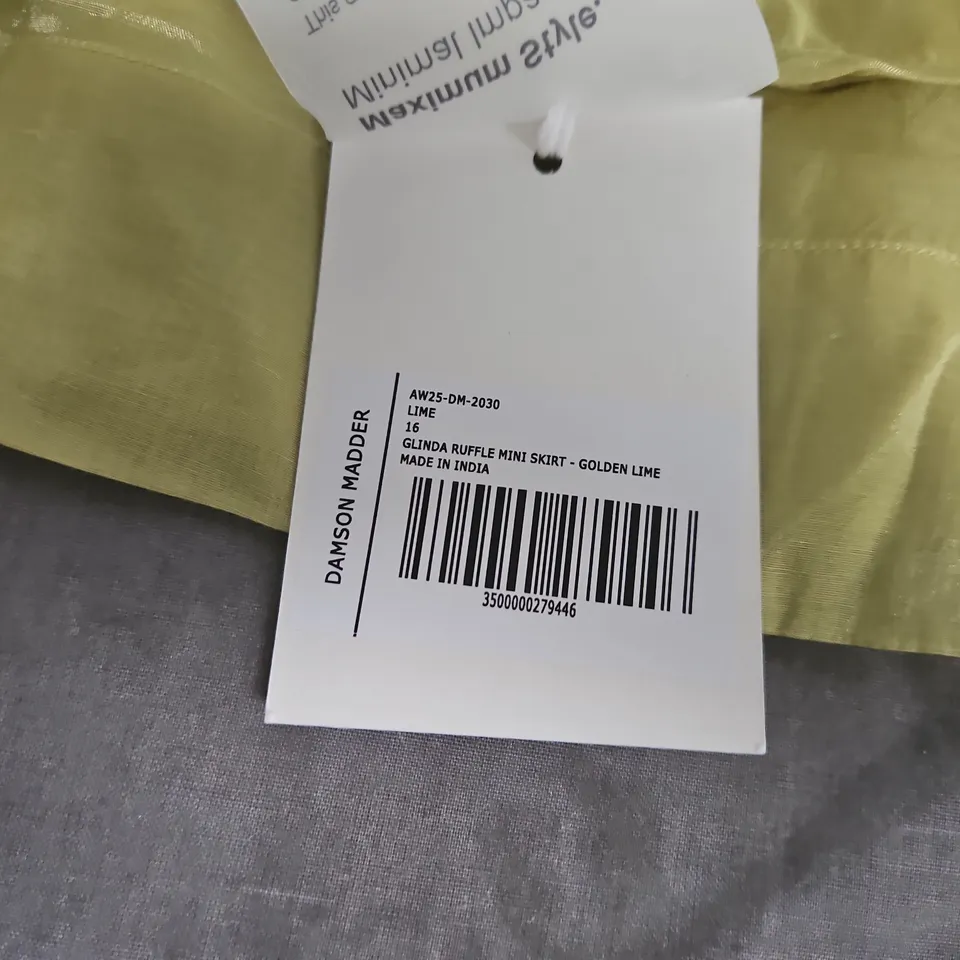 This
Minimal
Maximum Style.
DAMSON MADDER
AW25-DM-2030
LIME
16
GLINDA RUFFLE MINI SKIRT - GOLDEN LIME
MADE IN INDIA
3500000279446